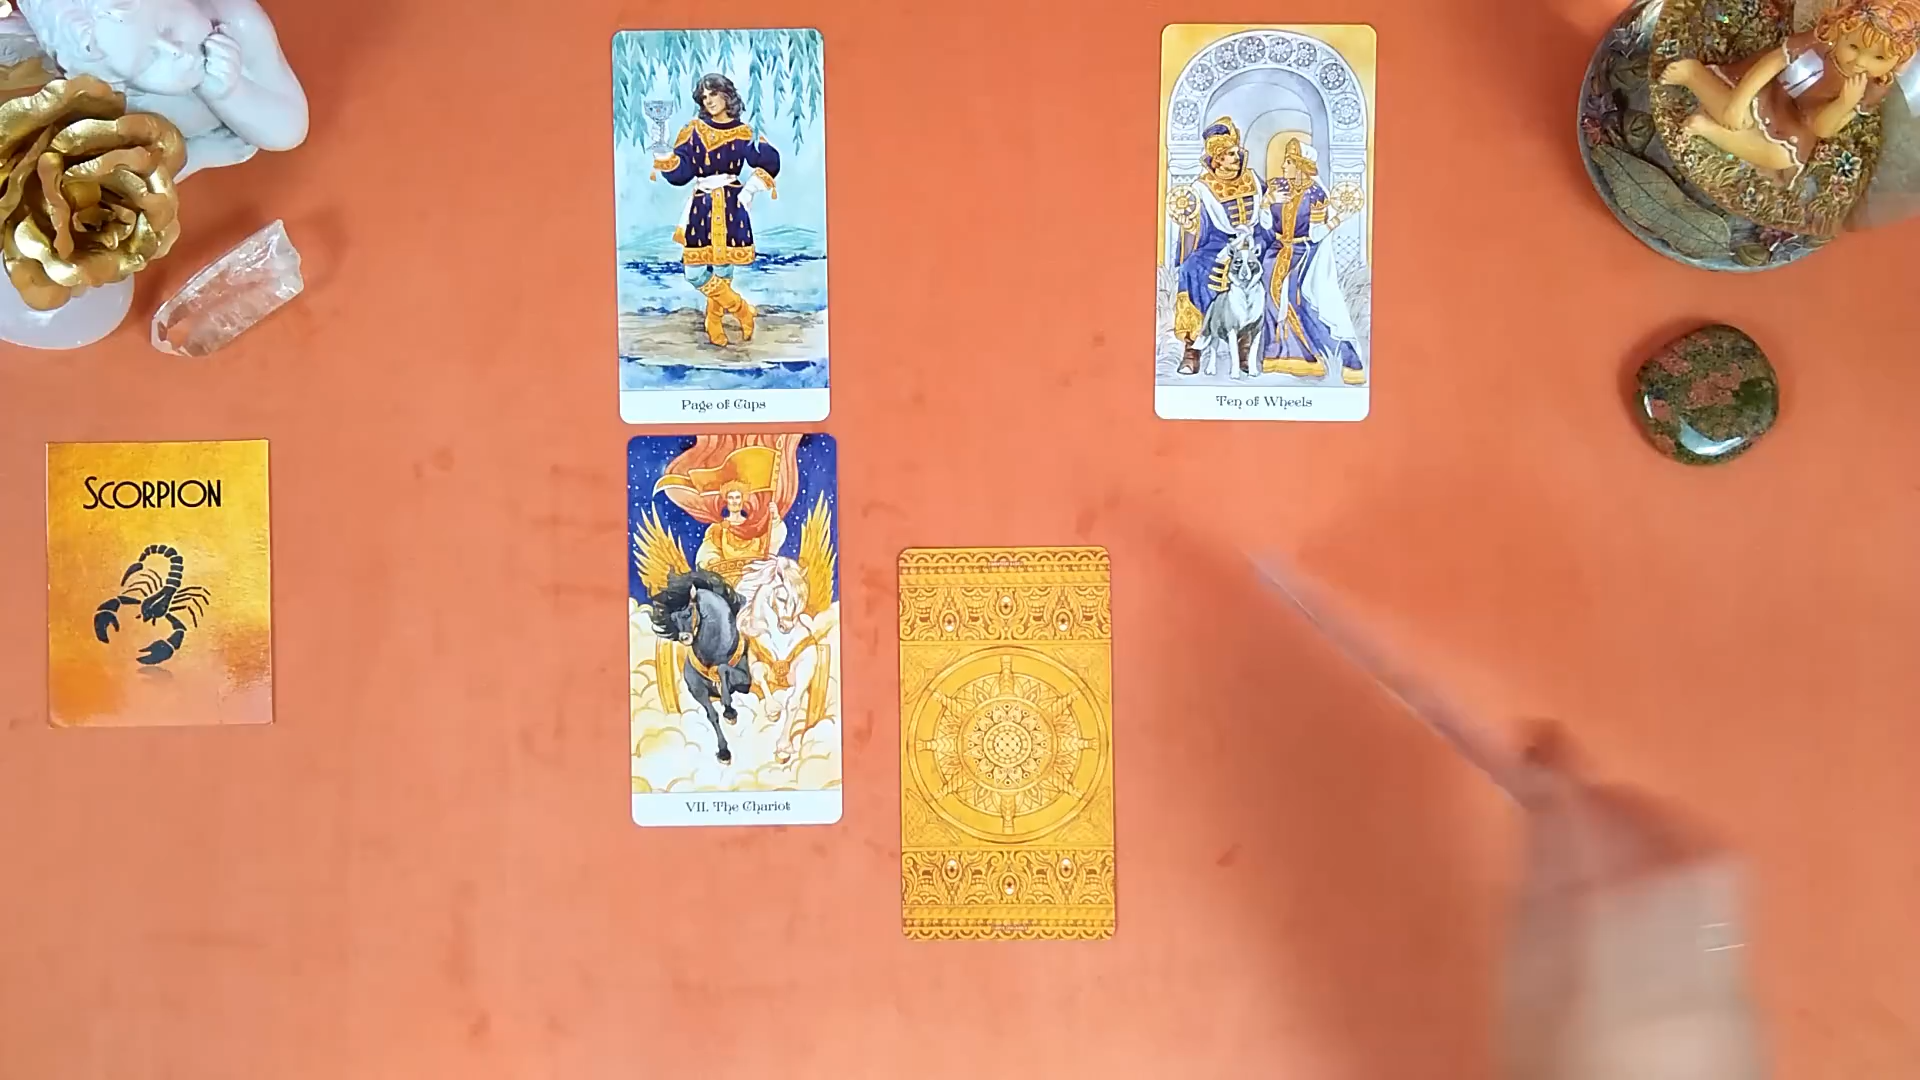 Page of Cups
Ten of Wheels
SCORPION
VII. The Chariot